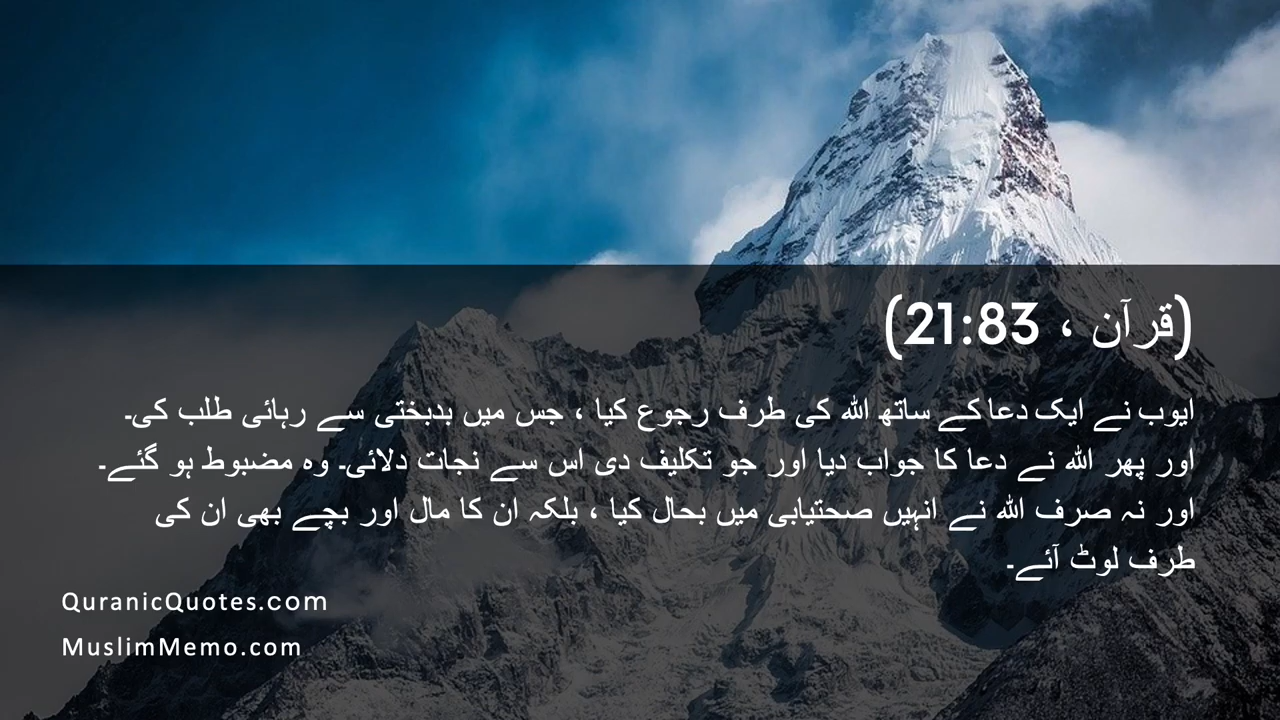 (قرآن ، 21:83)
ایوب نے ایک دعا کے ساتھ اللہ کی طرف رجوع کیا ، جس میں بدبختی سے رہائی طلب کی۔
اور پھر اللہ نے دعا کا جواب دیا اور جو تکلیف دی اس سے نجات دلائی۔ وہ مضبوط ہو گئے۔
اور نہ صرف اللہ نے انہیں صحتیابی میں بحال کیا ، بلکہ ان کا مال اور بچے بھی ان کی
طرف لوٹ آئے۔
QuranicQuotes.com
MuslimMemo.com